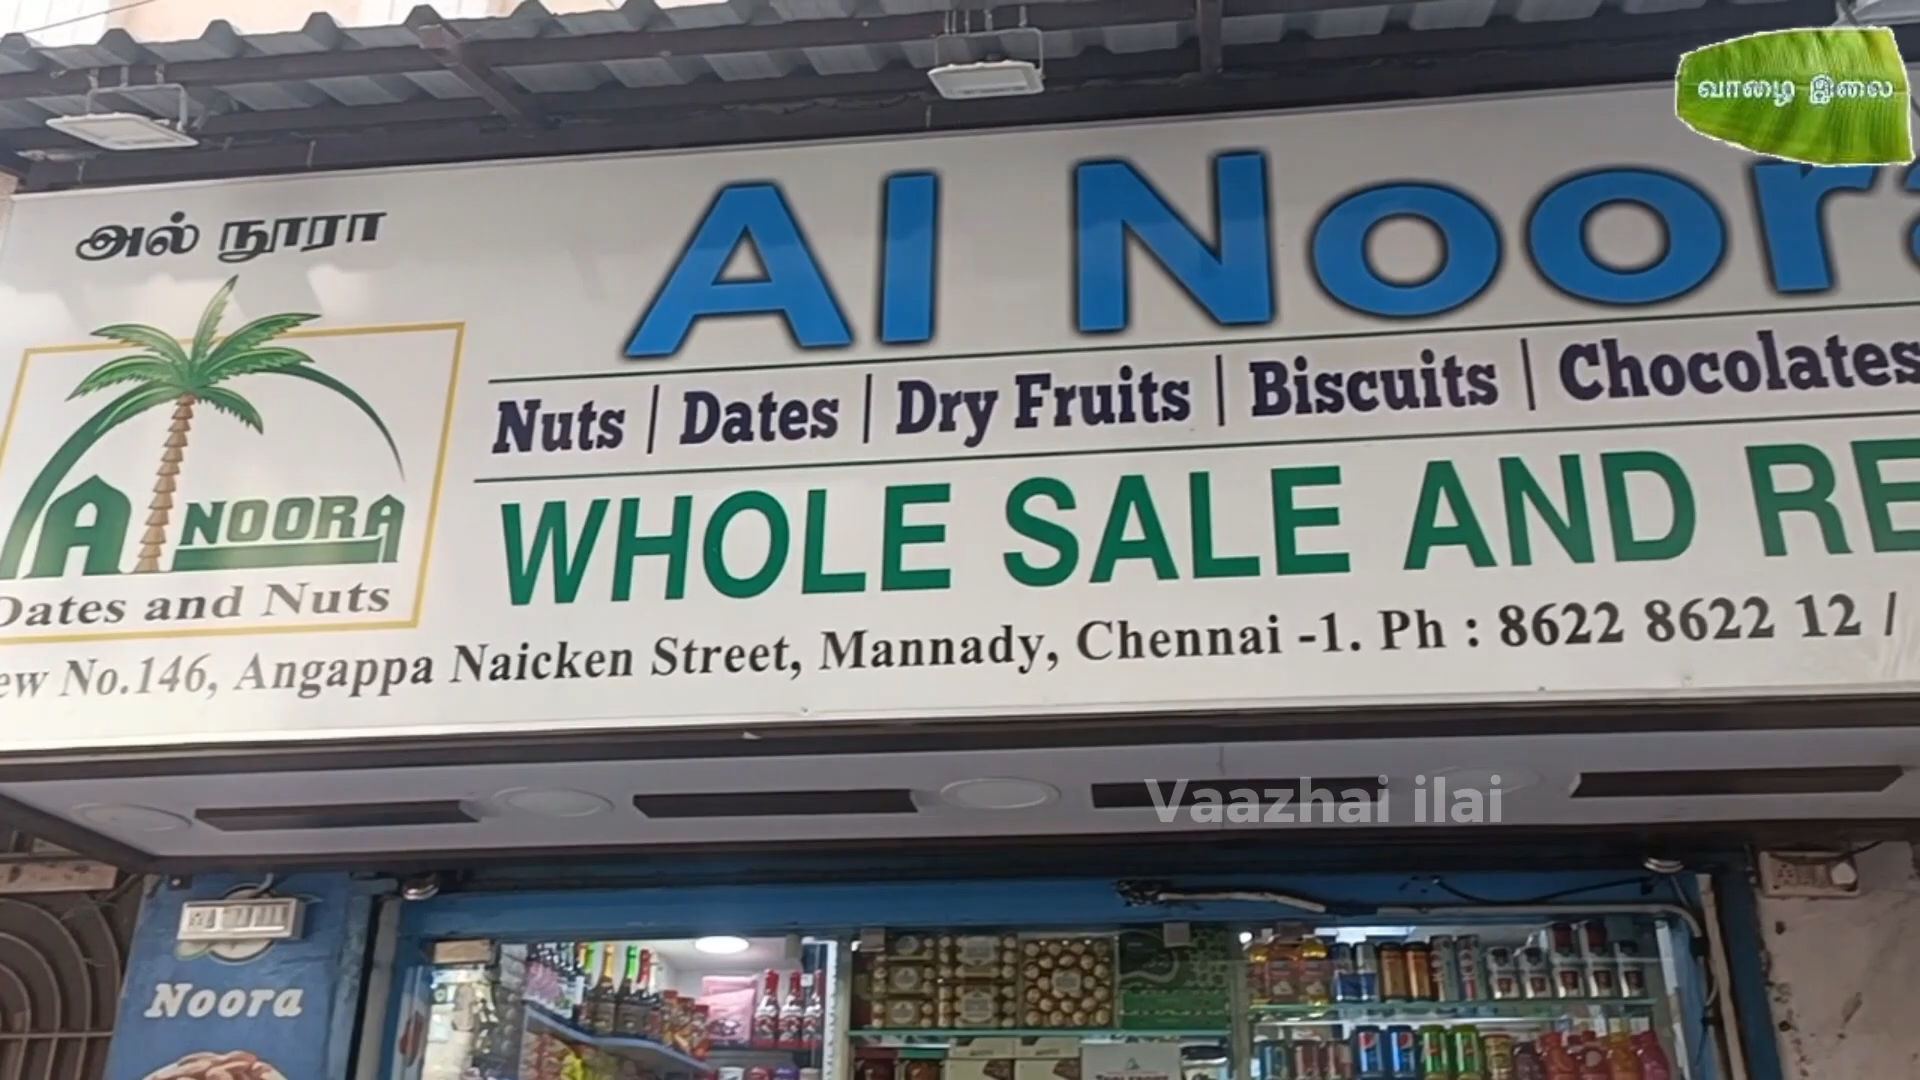 வாழை இலை
அல் நூரா
Al Noora
Nuts | Dates | Dry Fruits | Biscuits | Chocolates
WHOLE SALE AND RE
Al NOORA
Dates and Nuts
ew No.146, Angappa Naicken Street, Mannady, Chennai -1. Ph : 8622 8622 12 /
Vaazhai ilai
Noora